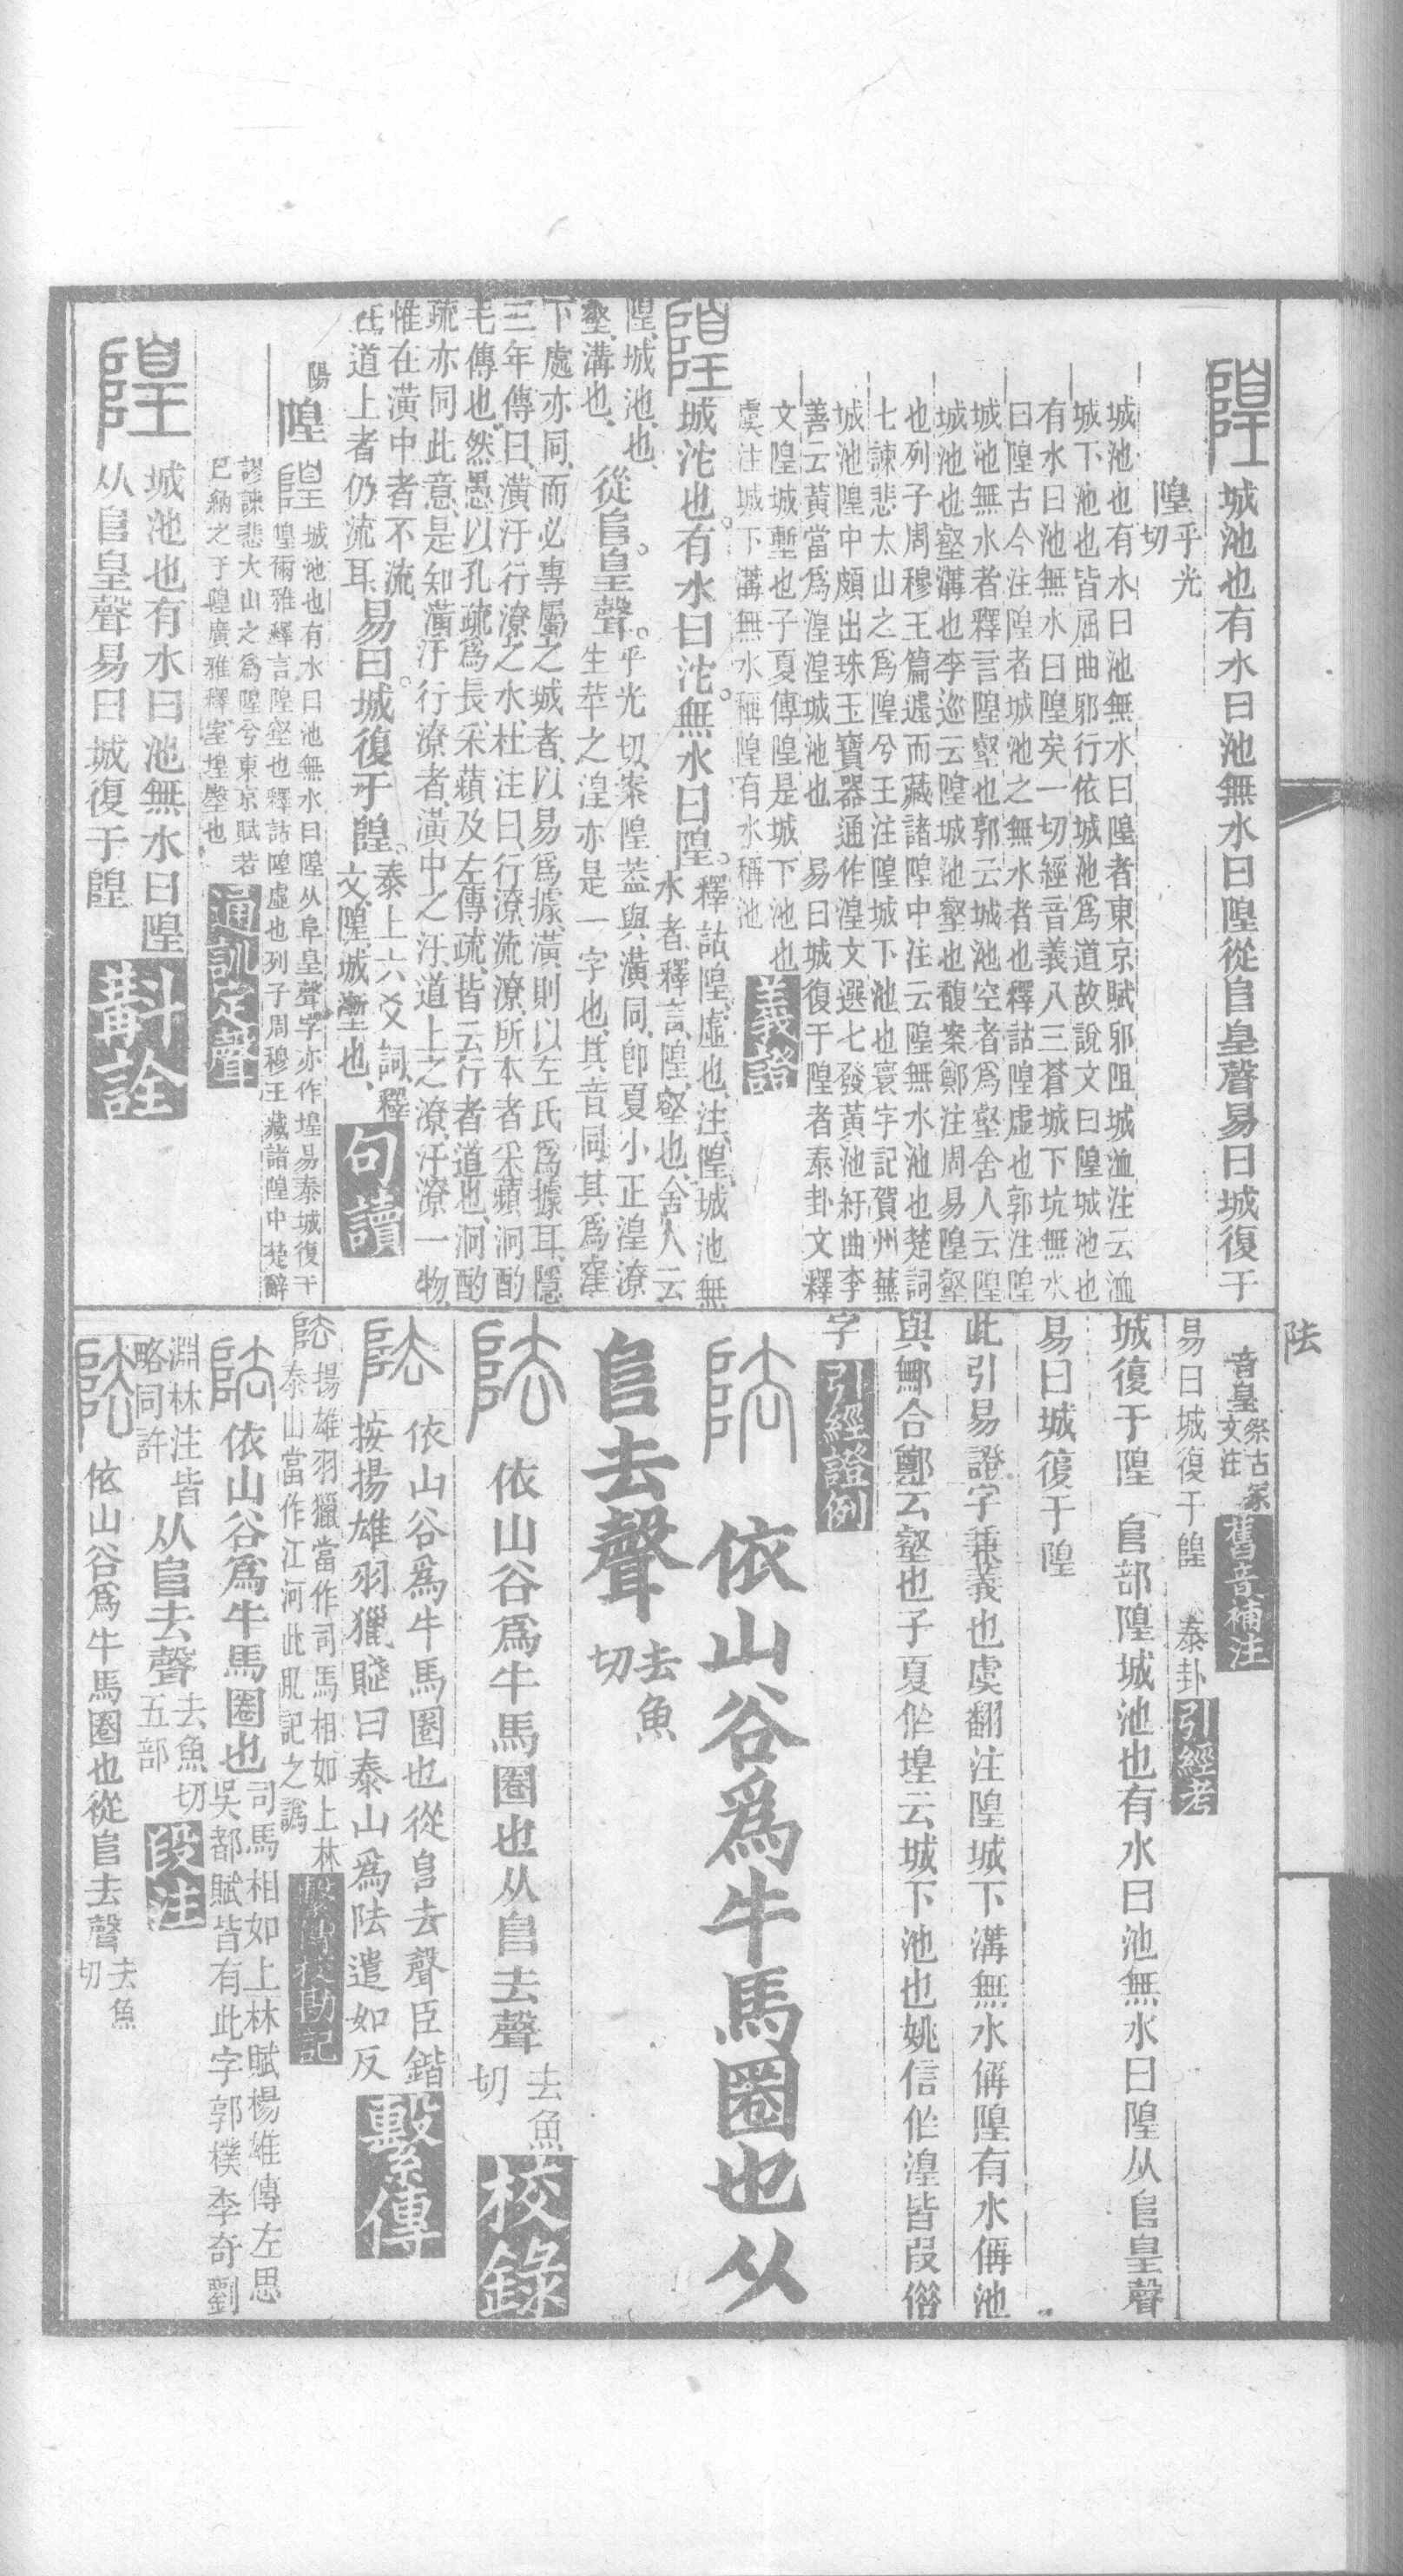 隍城池也有水曰池無水曰隍從𨸏皇聲易曰城復于
隍乎光切
城池也有水曰池無水曰隍者東京賦邪阻城洫注云洫
城下池也皆屈曲邪行依城池爲道故說文曰隍城池也
有水曰池無水曰隍矣一切經音義八三蒼城下坑無水
曰隍古今注隍者城池之無水者也釋詁隍虛也郭注隍
城池無水者釋言隍壑也郭云城池空者爲壑舍人云隍
城池也壑溝也李巡云隍城池壑也馥案鄭注周易隍壑
也列子周穆王篇遽而藏諸隍中注云隍無水池也楚詞
七諫悲太山之爲隍兮王注隍城下池也寰宇記賀州蕪
城池隍中頗出珠玉寶器通作湟文選七發黃池紆曲李
善云黃當爲湟湟城池也　易曰城復于隍者泰卦文釋
文隍城塹也子夏傳隍是城下池也
虞注城下溝無水稱隍有水稱池
義證
隍城沱也。有水曰沱。無水曰隍。釋詁隍、虛也、注、隍、城池無
水者、釋言、隍、壑也、舍人云
隍、城池也、
壑、溝也、
從𨸏皇聲。乎光切、案隍蓋與潢同、卽夏小正湟潦
生苹之湟亦是一字也、其音同其爲窪
下處亦同、而必專屬之城者、以易爲據、潢則以左氏爲據耳、隱
三年傳曰、潢汙行潦之水、杜注曰、行潦、流潦、所本者采蘋泂酌
毛傳也、然愚以孔疏爲長、采蘋及左傳疏、皆云行者道也、泂酌
疏亦同此意、是知潢汙行潦者、潢中之汙、道上之潦、汙潦一物、
惟在潢中者不流、
在道上者仍流耳、
易曰。城復于隍。泰上六爻詞、釋
文、隍、城塹也、
句讀
隍
隍城池也有水曰池無水曰隍从阜皇聲字亦作堭易泰城復于
隍爾雅釋言隍壑也釋詁隍虛也列子周穆王藏諸隍中楚辭
謬諫悲大山之爲隍兮東京賦若
已納之于隍廣雅釋室堭壂也
通訓定聲
隍城池也有水曰池無水曰隍
从𨸏皇聲易曰城復于隍
斠詮
音皇祭古冢文注
舊音補注
易曰城復于隍　泰卦
引經考
城復于隍　𨸏部隍城池也有水曰池無水曰隍从𨸏皇聲
易曰城復于隍
此引易證字兼義也虞翻注隍城下溝無水偁隍有水偁池
與鄦合鄭云壑也子夏作堭云城下池也姚信作湟皆叚俗
字
引經證例
阹依山谷爲牛馬圈也从
𨸏去聲去魚切
阹依山谷爲牛馬圈也从𨸏去聲去魚切
校錄
阹依山谷爲牛馬圈也從𨸏去聲臣鍇
按揚雄羽獵賦曰泰山爲阹遣如反
繫傳
阹揚雄羽獵當作司馬相如上林
泰山當作江河此肊記之譌
繫傳校勘記
阹依山谷爲牛馬圈也司馬相如上林賦楊雄傳左思
吳都賦皆有此字郭樸李奇劉
淵林注皆
略同許
从𨸏去聲去魚切
五部
段注
阹依山谷爲牛馬圈也從𨸏去聲去魚切
阹